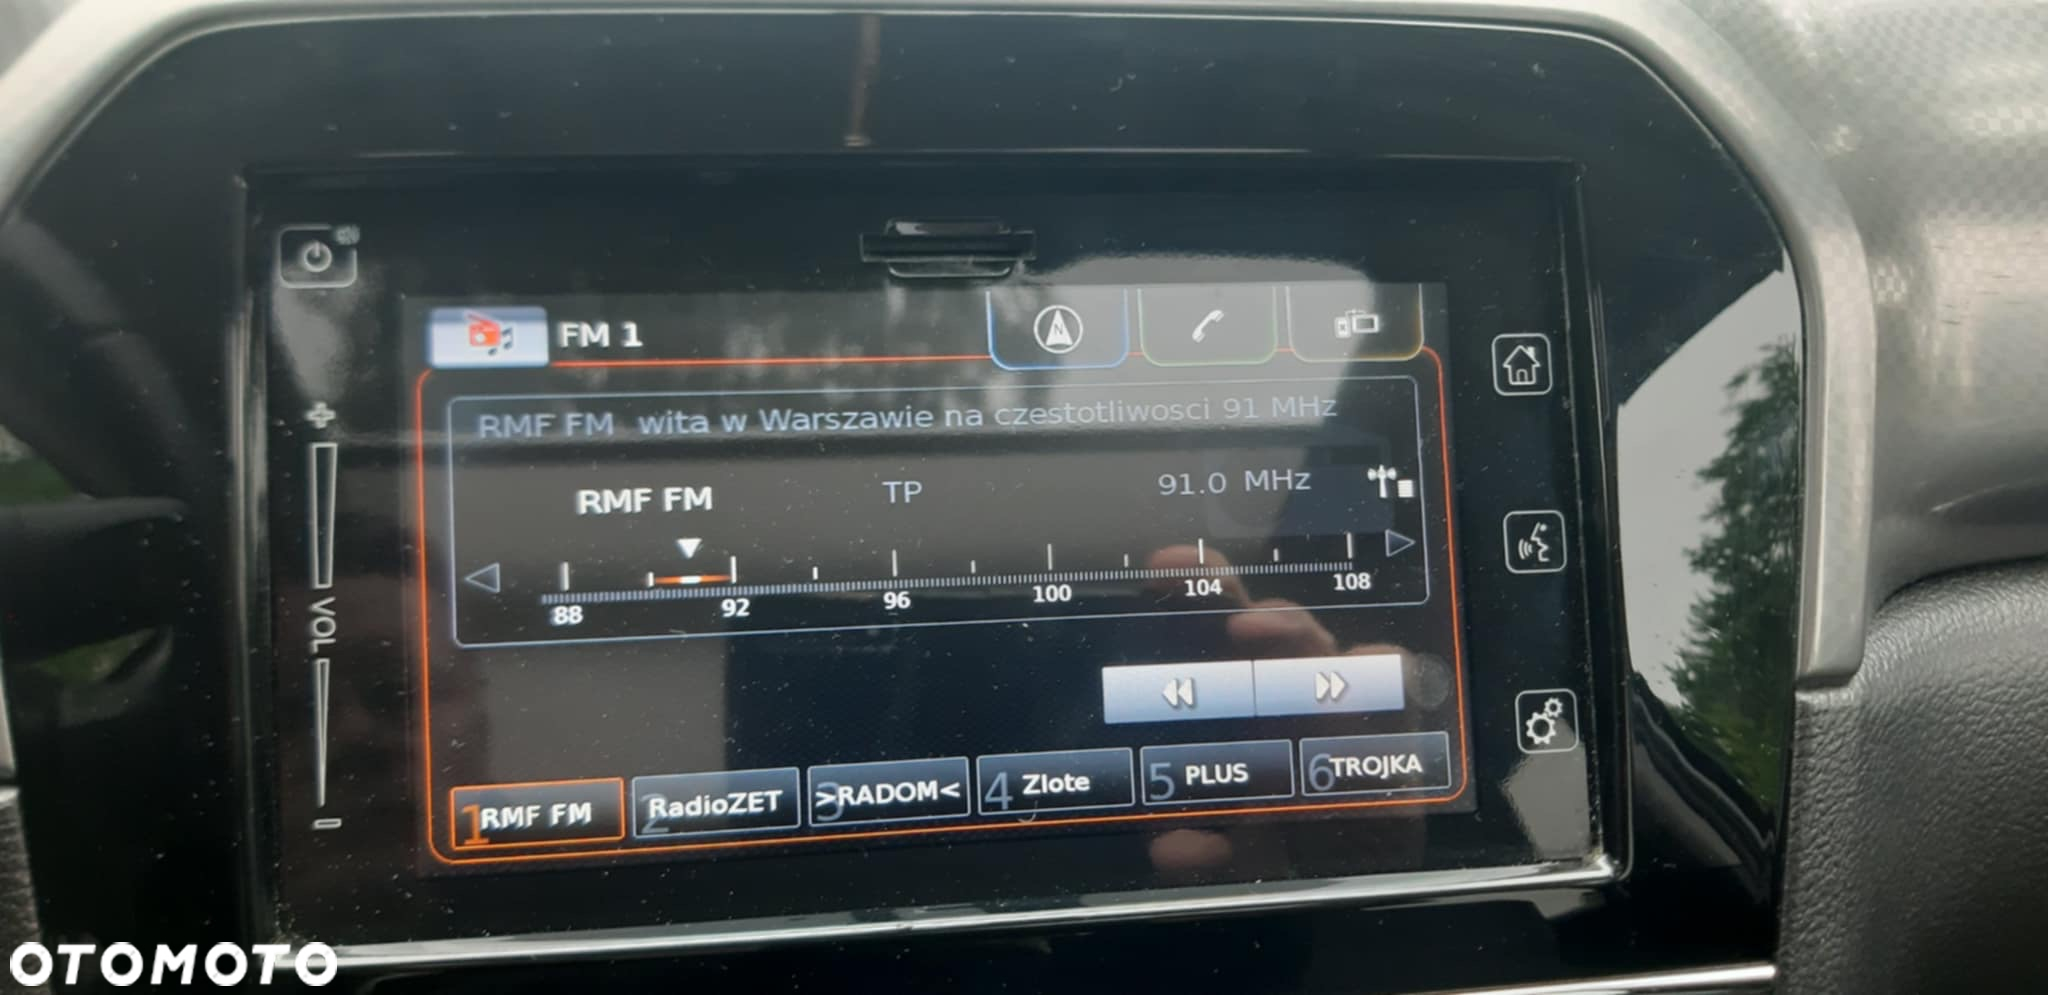 FM 1
N
RMF FM wita w Warszawie na czestotliwosci 91 MHz
RMF FM TP 91.0 MHz
88 92 96 100 104 108
VOL
1 RMF FM 2 RadioZET 3 >RADOM< 4 Zlote 5 PLUS 6 TROJKA
OTOMOTO